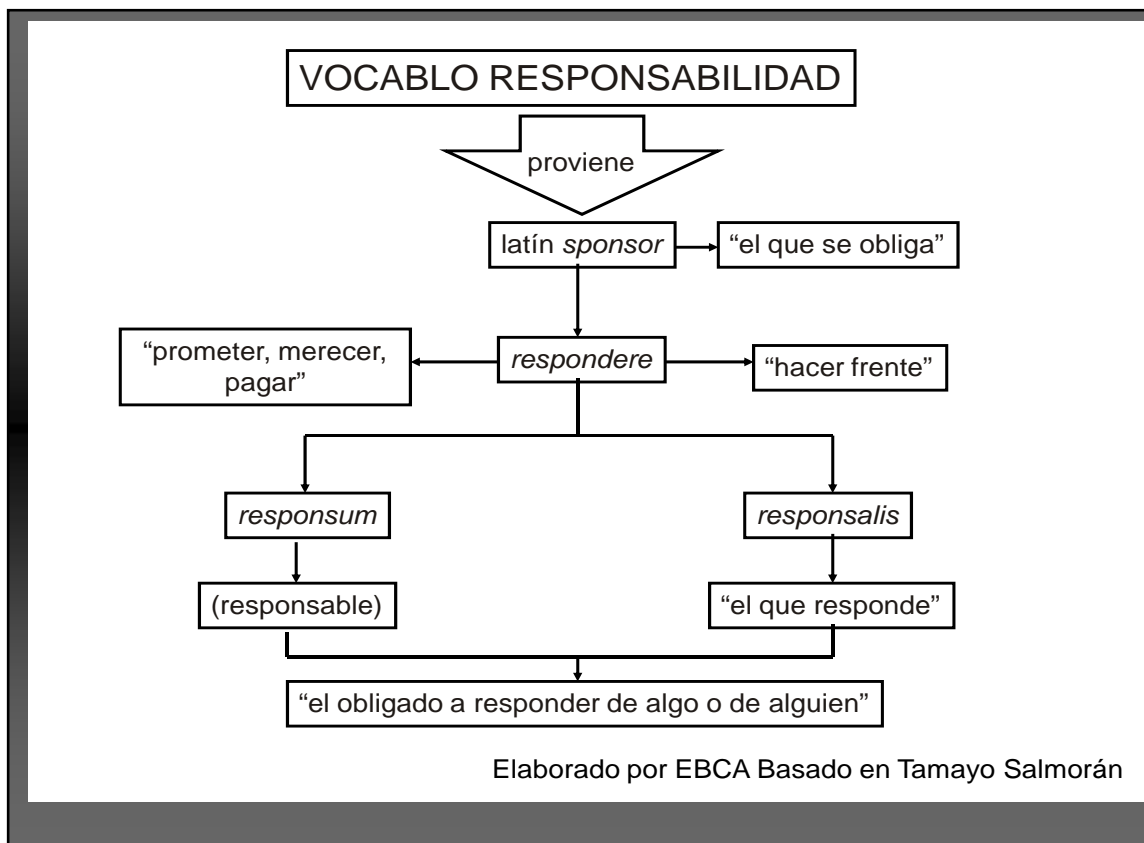 VOCABLO RESPONSABILIDAD
proviene
latín sponsor
“el que se obliga”
“prometer, merecer,
pagar”
respondere
“hacer frente”
responsum
responsalis
(responsable)
“el que responde”
“el obligado a responder de algo o de alguien”
Elaborado por EBCA Basado en Tamayo Salmorán